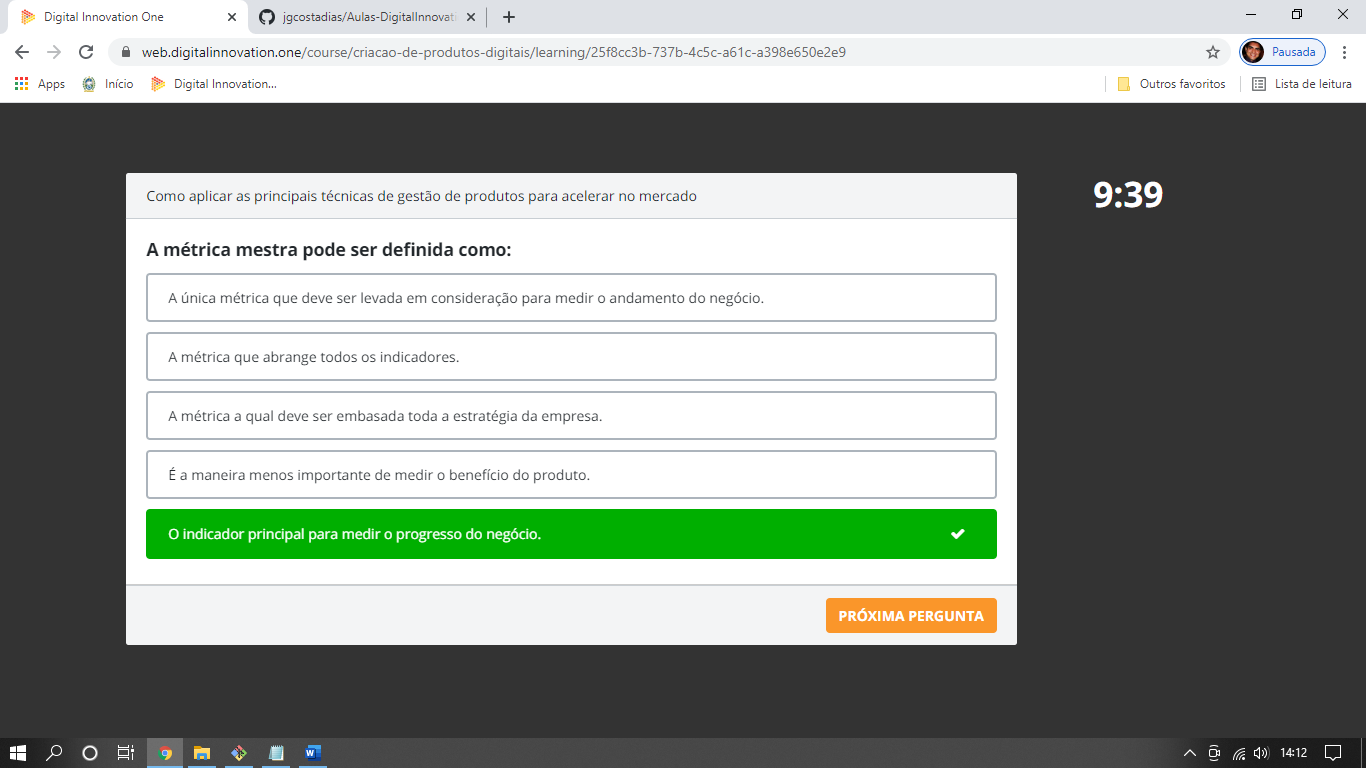 Digital Innovation One
jgcostadias/Aulas-DigitalInnovati
web.digitalinnovation.one/course/criacao-de-produtos-digitais/learning/25f8cc3b-737b-4c5c-a61c-a398e650e2e9
Pausada
Apps
Início
Digital Innovation...
Outros favoritos
Lista de leitura
Como aplicar as principais técnicas de gestão de produtos para acelerar no mercado
9:39
A métrica mestra pode ser definida como:
A única métrica que deve ser levada em consideração para medir o andamento do negócio.
A métrica que abrange todos os indicadores.
A métrica a qual deve ser embasada toda a estratégia da empresa.
É a maneira menos importante de medir o benefício do produto.
O indicador principal para medir o progresso do negócio.
PRÓXIMA PERGUNTA
14:12